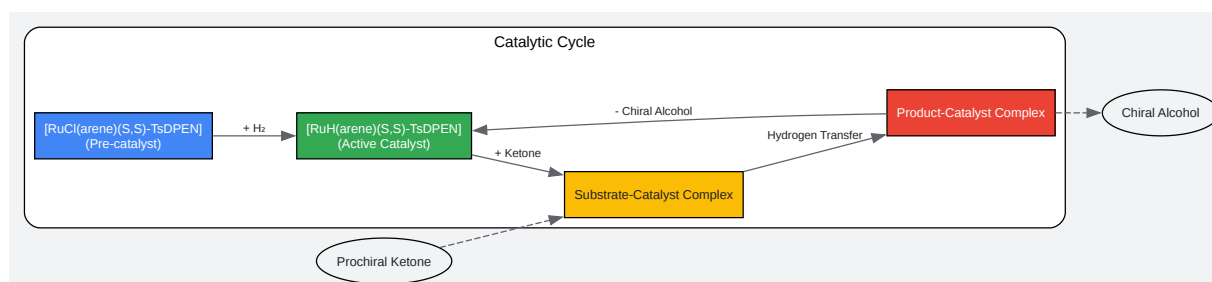 Catalytic Cycle
[RuCl(arene)(S,S)-TsDPEN]
(Pre-catalyst)
+ H₂
[RuH(arene)(S,S)-TsDPEN]
(Active Catalyst)
- Chiral Alcohol
+ Ketone
Substrate-Catalyst Complex
Hydrogen Transfer
Product-Catalyst Complex
Chiral Alcohol
Prochiral Ketone